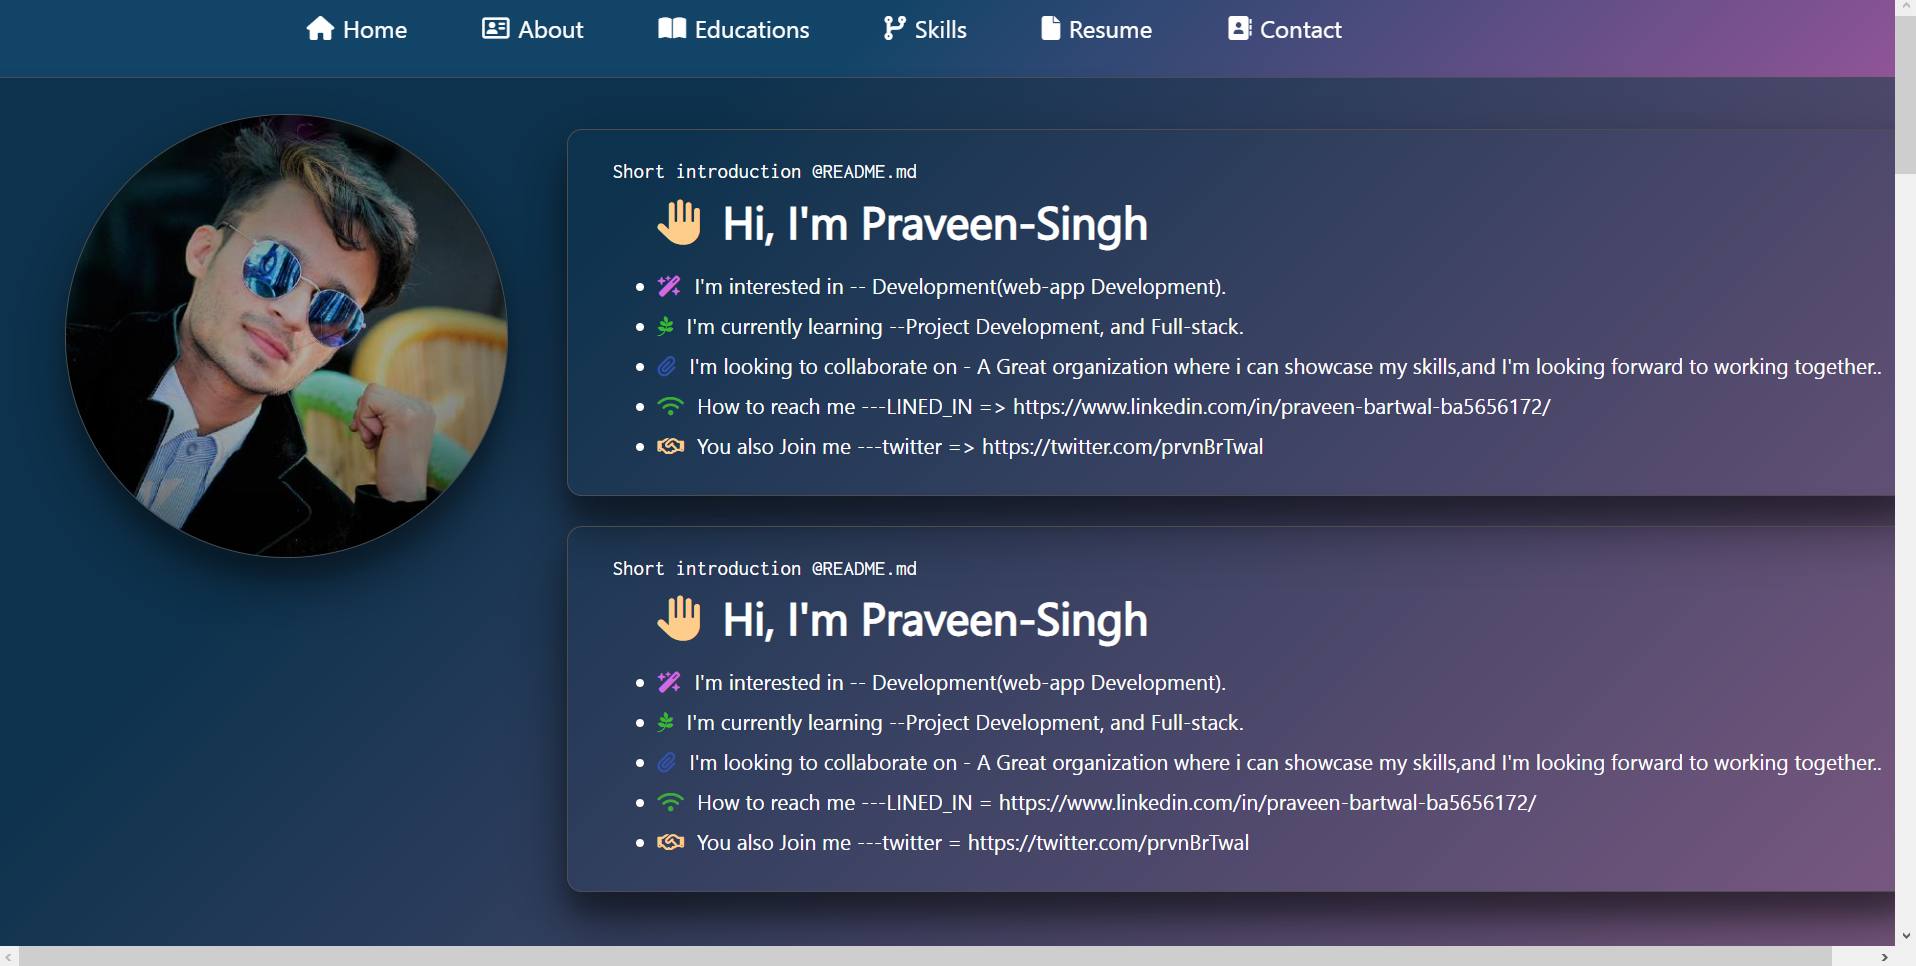 Home About Educations Skills Resume Contact
Short introduction @README.md
Hi, I'm Praveen-Singh
I'm interested in -- Development(web-app Development).
I'm currently learning --Project Development, and Full-stack.
I'm looking to collaborate on - A Great organization where i can showcase my skills,and I'm looking forward to working together..
How to reach me ---LINED_IN => https://www.linkedin.com/in/praveen-bartwal-ba5656172/
You also Join me ---twitter => https://twitter.com/prvnBrTwal
Short introduction @README.md
Hi, I'm Praveen-Singh
I'm interested in -- Development(web-app Development).
I'm currently learning --Project Development, and Full-stack.
I'm looking to collaborate on - A Great organization where i can showcase my skills,and I'm looking forward to working together..
How to reach me ---LINED_IN = https://www.linkedin.com/in/praveen-bartwal-ba5656172/
You also Join me ---twitter = https://twitter.com/prvnBrTwal